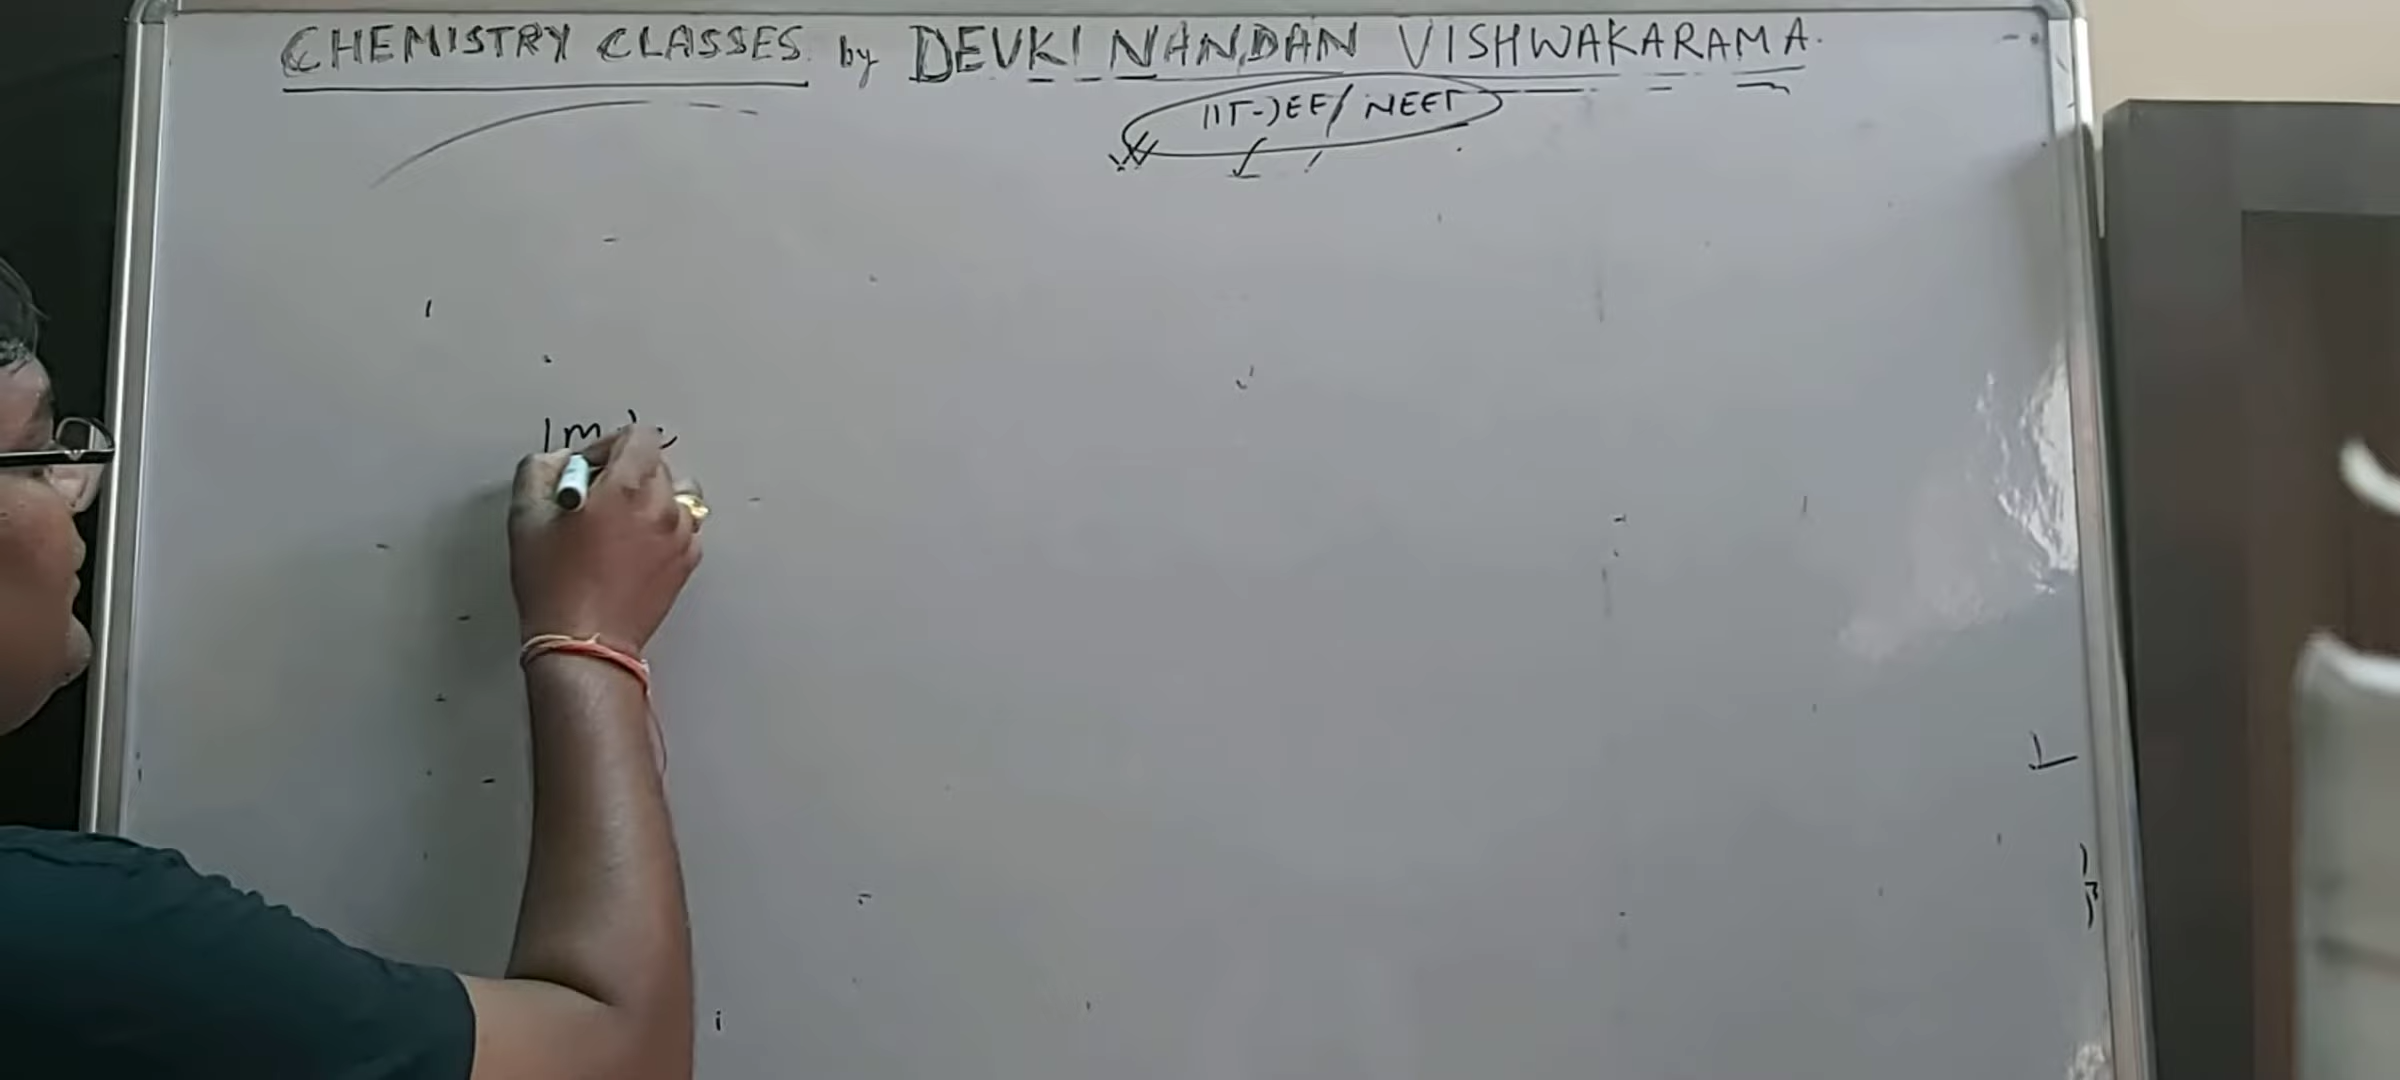 CHEMISTRY CLASSES by DEVKI NANDAN VISHWAKARAMA.
IIT-JEE/ NEET